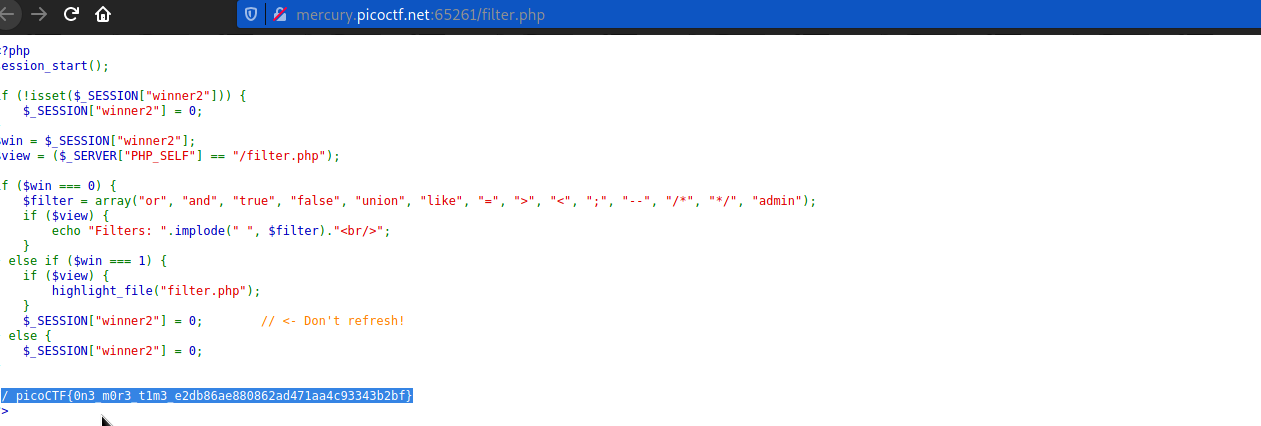 mercury.picoctf.net:65261/filter.php
<?php
ession_start();
f (!isset($_SESSION["winner2"])) {
$_SESSION["winner2"] = 0;
win = $_SESSION["winner2"];
view = ($_SERVER["PHP_SELF"] == "/filter.php");
f ($win === 0) {
$filter = array("or", "and", "true", "false", "union", "like", "=", ">", "<", ";", "--", "/*", "*/", "admin");
if ($view) {
echo "Filters: ".implode(" ", $filter)."<br/>";
}
else if ($win === 1) {
if ($view) {
highlight_file("filter.php");
}
$_SESSION["winner2"] = 0; // <- Don't refresh!
else {
$_SESSION["winner2"] = 0;
/ picoCTF{0n3_m0r3_t1m3_e2db86ae880862ad471aa4c93343b2bf}
>